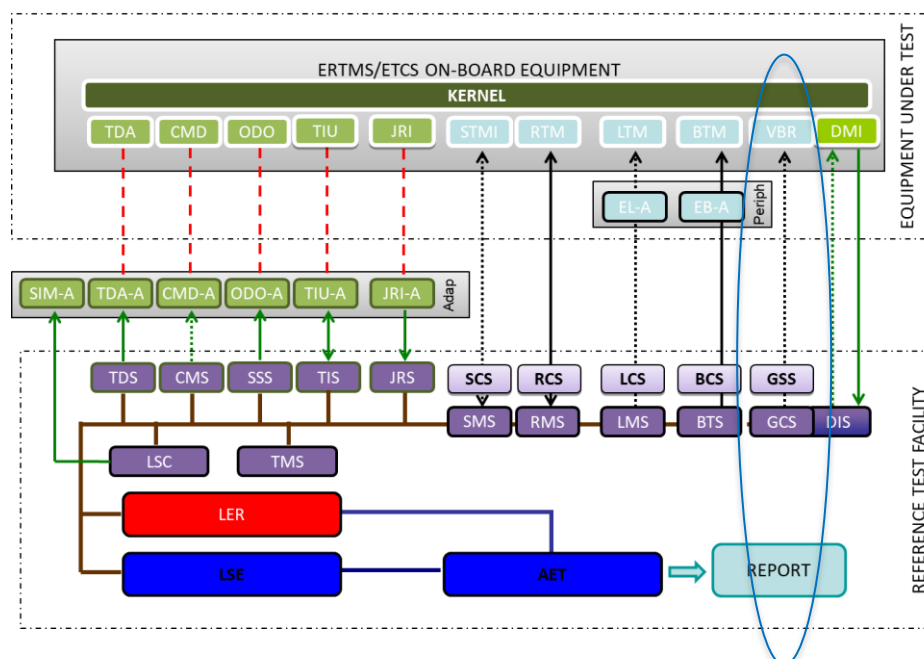 ERTMS/ETCS ON-BOARD EQUIPMENT
KERNEL
TDA
CMD
ODO
TIU
JRI
STMI
RTM
LTM
BTM
VBR
DMI
EL-A
EB-A
Periph
EQUIPMENT UNDER TEST
SIM-A
TDA-A
CMD-A
ODO-A
TIU-A
JRI-A
Adap
TDS
CMS
SSS
TIS
JRS
SCS
RCS
LCS
BCS
GSS
SMS
RMS
LMS
BTS
GCS
DIS
LSC
TMS
LER
LSE
AET
REPORT
REFERENCE TEST FACILITY